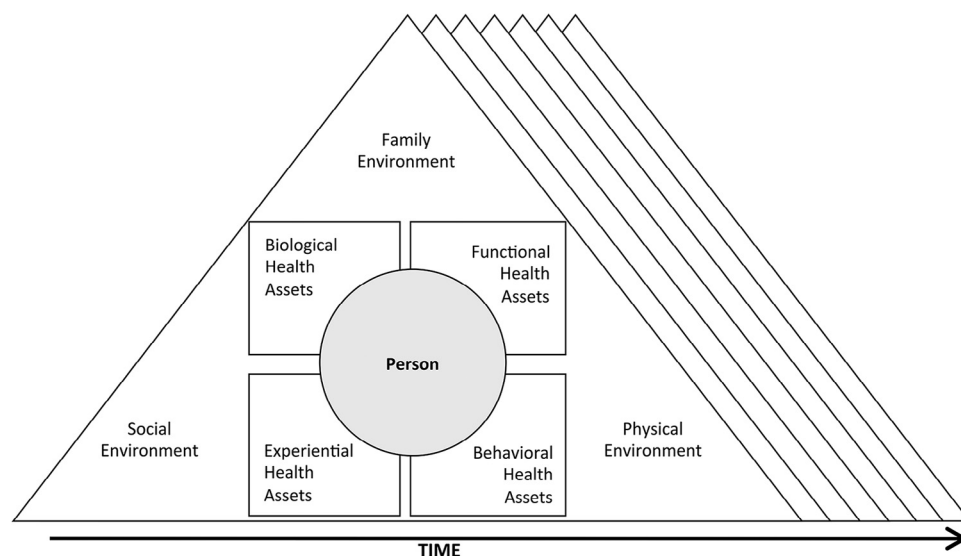 Family
Environment
Biological
Health
Assets
Functional
Health
Assets
Person
Social
Environment
Experiential
Health
Assets
Behavioral
Health
Assets
Physical
Environment
TIME